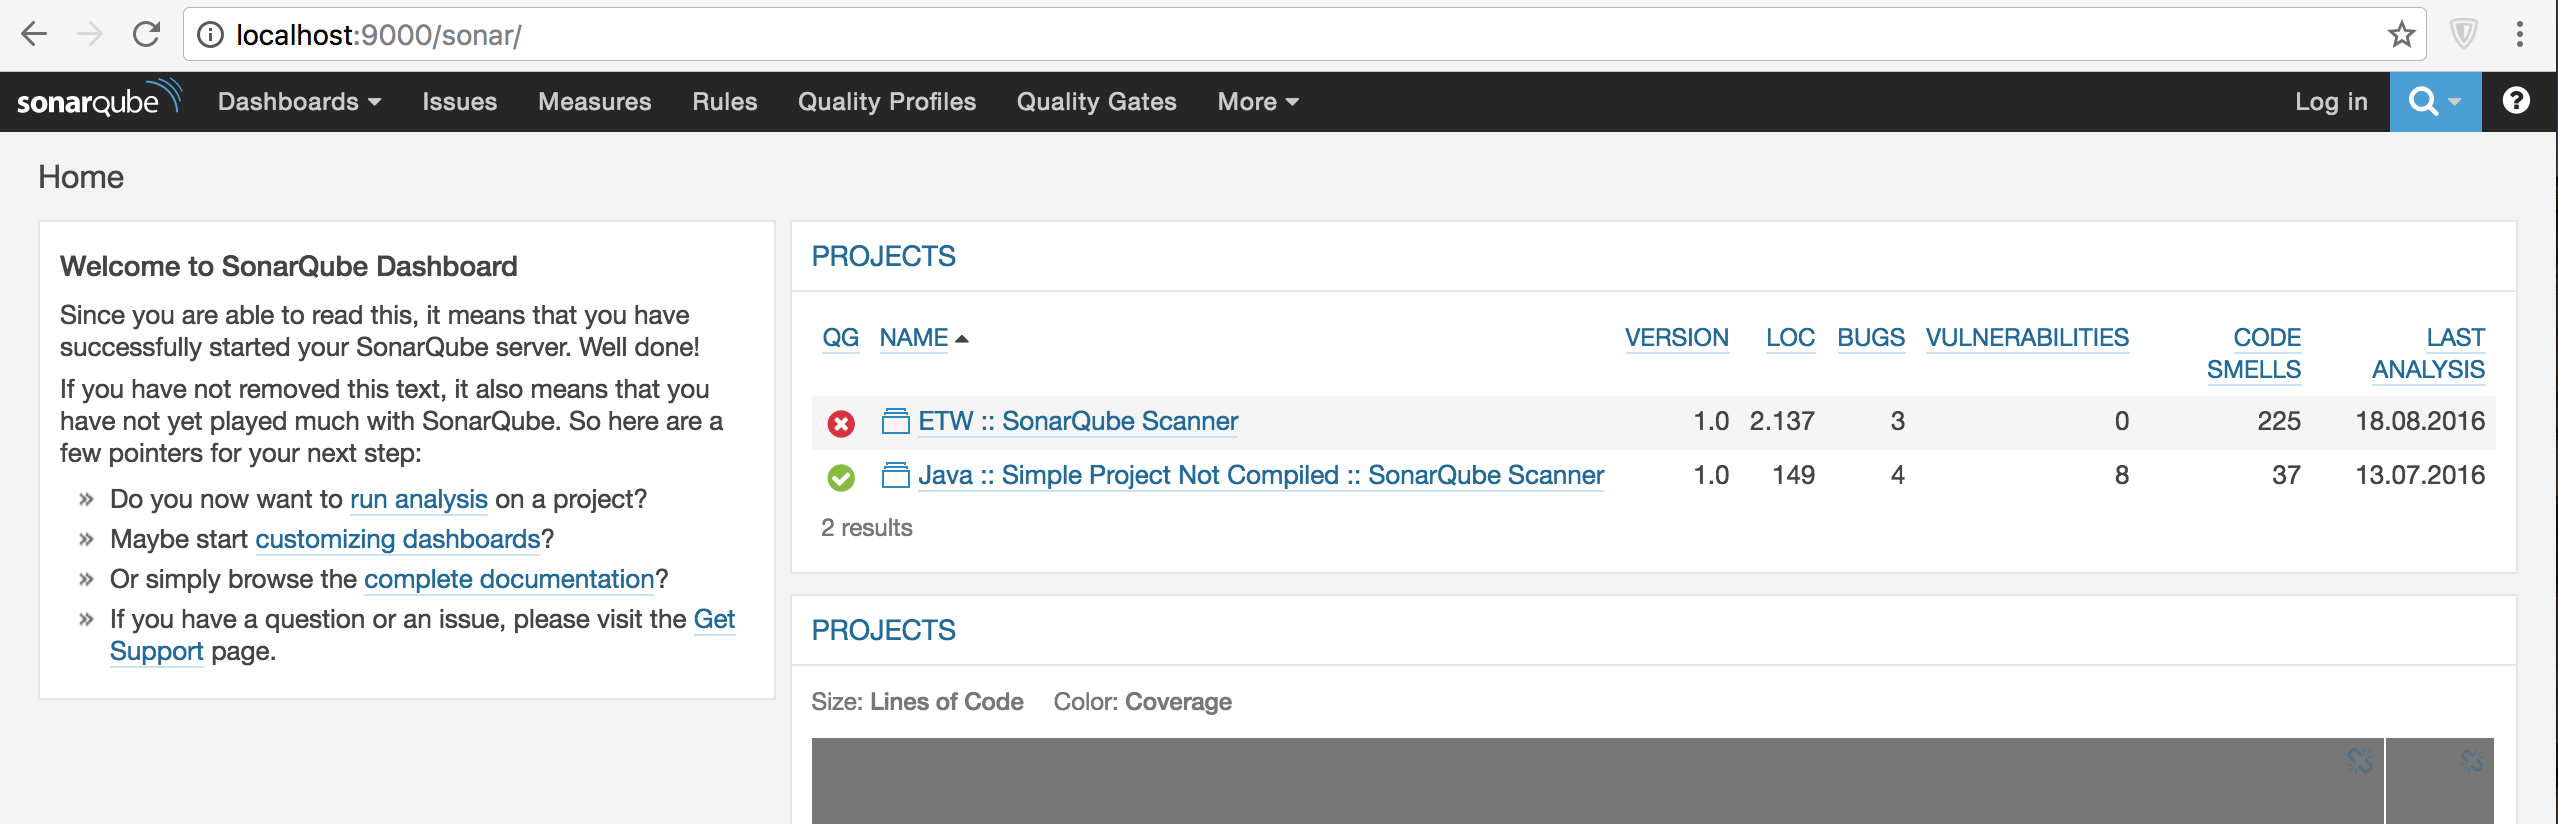 localhost:9000/sonar/
sonarqube Dashboards Issues Measures Rules Quality Profiles Quality Gates More Log in
Home
Welcome to SonarQube Dashboard
Since you are able to read this, it means that you have
successfully started your SonarQube server. Well done!
If you have not removed this text, it also means that you
have not yet played much with SonarQube. So here are a
few pointers for your next step:
» Do you now want to run analysis on a project?
» Maybe start customizing dashboards?
» Or simply browse the complete documentation?
» If you have a question or an issue, please visit the Get
Support page.
PROJECTS
QG NAME VERSION LOC BUGS VULNERABILITIES CODE SMELLS LAST ANALYSIS
ETW :: SonarQube Scanner 1.0 2.137 3 0 225 18.08.2016
Java :: Simple Project Not Compiled :: SonarQube Scanner 1.0 149 4 8 37 13.07.2016
2 results
PROJECTS
Size: Lines of Code Color: Coverage